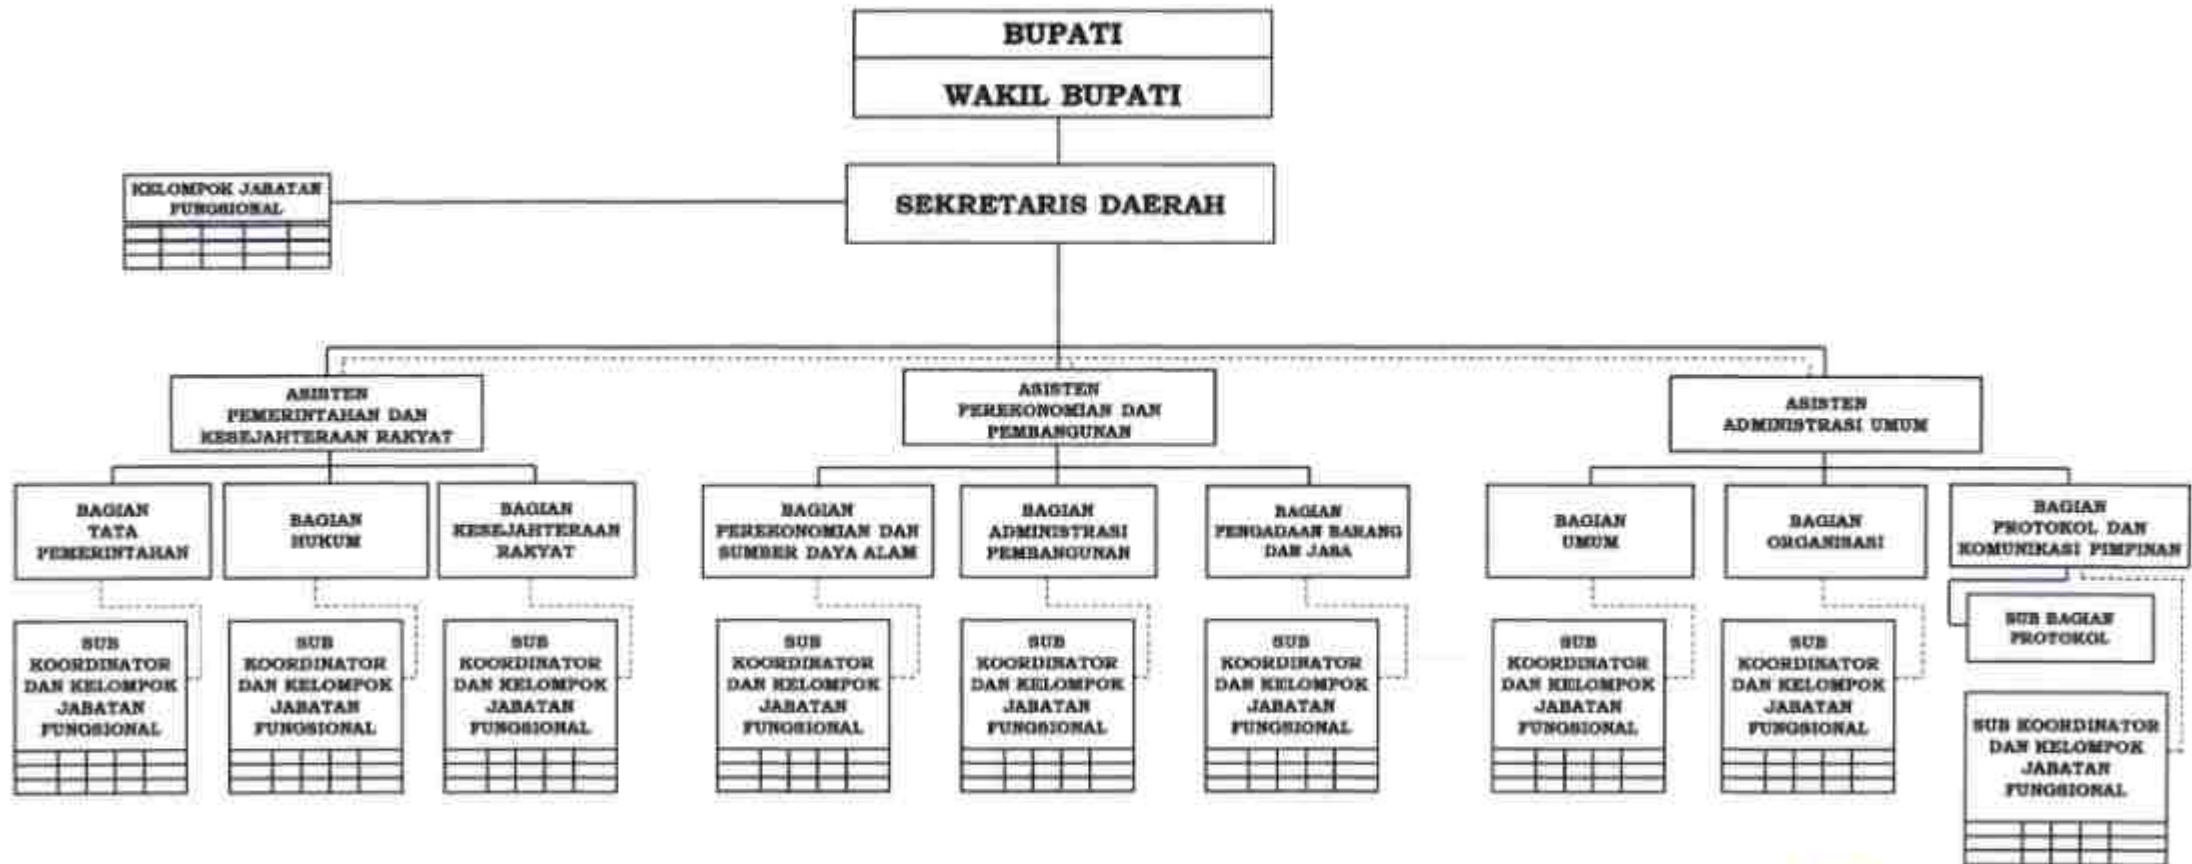 BUPATI
WAKIL BUPATI
KELOMPOK JABATAN
FUNGSIONAL
SEKRETARIS DAERAH
ASISTEN
PEMERINTAHAN DAN
KESEJAHTERAAN RAKYAT
ASISTEN
PEREKONOMIAN DAN
PEMBANGUNAN
ASISTEN
ADMINISTRASI UMUM
BAGIAN
TATA
PEMERINTAHAN
BAGIAN
HUKUM
BAGIAN
KESEJAHTERAAN
RAKYAT
BAGIAN
PEREKONOMIAN DAN
SUMBER DAYA ALAM
BAGIAN
ADMINISTRASI
PEMBANGUNAN
BAGIAN
PENGADAAN BARANG
DAN JASA
BAGIAN
UMUM
BAGIAN
ORGANISASI
BAGIAN
PROTOKOL DAN
KOMUNIKASI PIMPINAN
SUB
KOORDINATOR
DAN KELOMPOK
JABATAN
FUNGSIONAL
SUB
KOORDINATOR
DAN KELOMPOK
JABATAN
FUNGSIONAL
SUB
KOORDINATOR
DAN KELOMPOK
JABATAN
FUNGSIONAL
SUB
KOORDINATOR
DAN KELOMPOK
JABATAN
FUNGSIONAL
SUB
KOORDINATOR
DAN KELOMPOK
JABATAN
FUNGSIONAL
SUB
KOORDINATOR
DAN KELOMPOK
JABATAN
FUNGSIONAL
SUB
KOORDINATOR
DAN KELOMPOK
JABATAN
FUNGSIONAL
SUB
KOORDINATOR
DAN KELOMPOK
JABATAN
FUNGSIONAL
SUB BAGIAN
PROTOKOL
SUB KOORDINATOR
DAN KELOMPOK
JABATAN
FUNGSIONAL